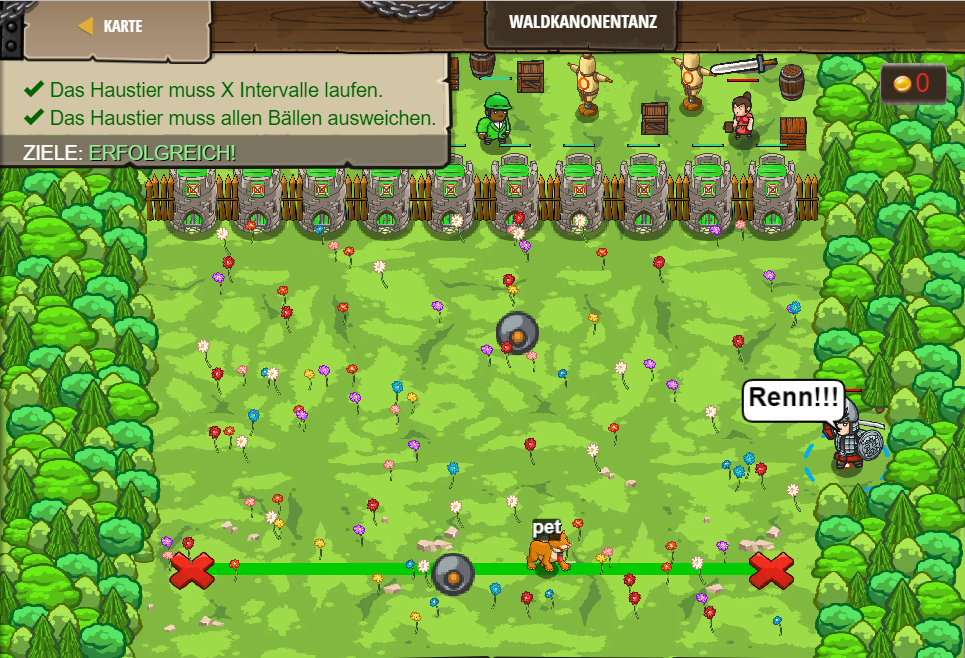 KARTE
WALDKANONENTANZ
Das Haustier muss X Intervalle laufen.
Das Haustier muss allen Bällen ausweichen.
ZIELE: ERFOLGREICH!
0
Renn!!!
pet